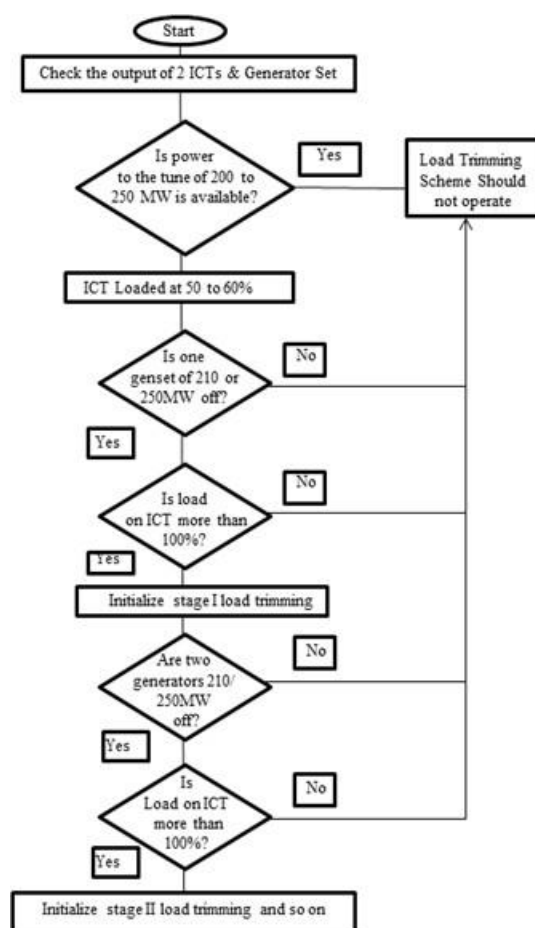 Start
Check the output of 2 ICTs & Generator Set
Is power
to the tune of 200 to
250 MW is available?
Yes
Load Trimming
Scheme Should
not operate
ICT Loaded at 50 to 60%
Is one
genset of 210 or
250MW off?
No
Yes
Is load
on ICT more than
100%?
No
Yes
Initialize stage I load trimming
Are two
generators 210/
250MW
off?
No
Yes
Is
Load on ICT
more than
100%?
No
Yes
Initialize stage II load trimming and so on